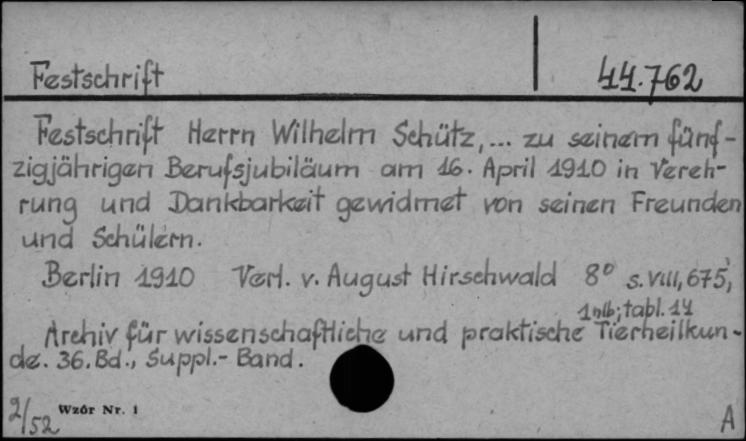 Festschrift 44.762
Festschrift Herrn Wilhelm Schütz,... zu seinem fünf-
zigjährigen Berufsjubiläum am 16. April 1910 in Vereh-
rung und Dankbarkeit gewidmet von seinen Freunden
und Schülern.
Berlin 1910 Verl. v. August Hirschwald 8° s. VIII, 675,
1 nlb; tabl. 14
Archiv für wissenschaftliche und praktische Tierheilkun-
de. 36. Bd., Suppl.- Band.
2/52 Wzór Nr. 1 A